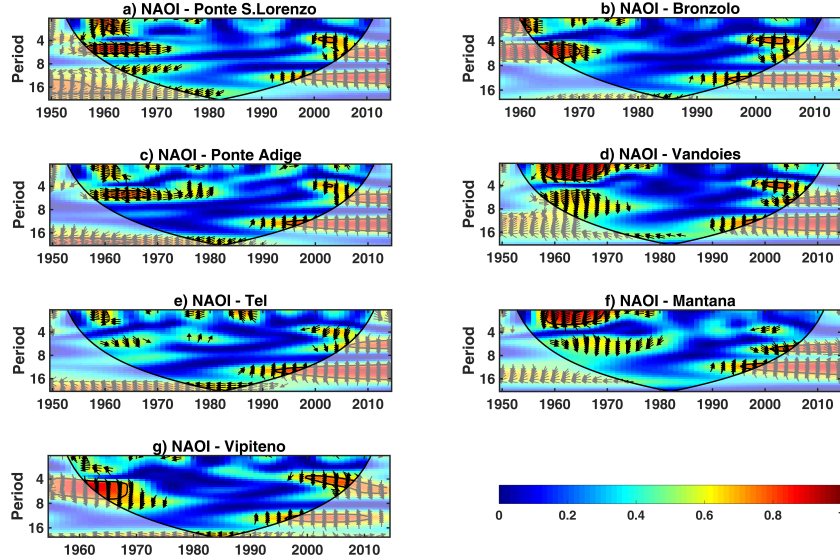 a) NAOI - Ponte S.Lorenzo
Period
4
8
16
1950 1960 1970 1980 1990 2000 2010
b) NAOI - Bronzolo
Period
4
8
16
1960 1970 1980 1990 2000 2010
c) NAOI - Ponte Adige
Period
4
8
16
1950 1960 1970 1980 1990 2000 2010
d) NAOI - Vandoies
Period
4
8
16
1950 1960 1970 1980 1990 2000 2010
e) NAOI - Tel
Period
4
8
16
1950 1960 1970 1980 1990 2000 2010
f) NAOI - Mantana
Period
4
8
16
1950 1960 1970 1980 1990 2000 2010
g) NAOI - Vipiteno
Period
4
8
16
1960 1970 1980 1990 2000 2010
0 0.2 0.4 0.6 0.8